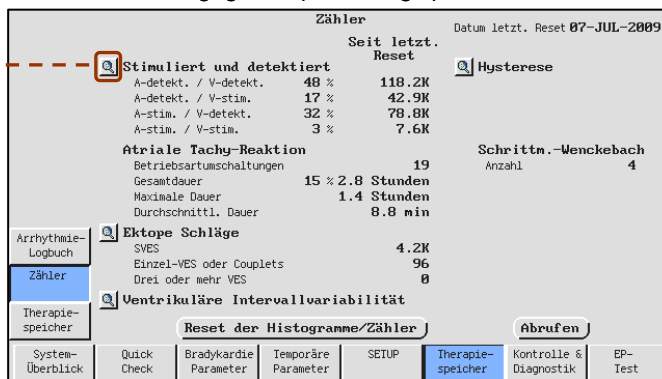 Zähler
Datum letzt. Reset 07-JUL-2009
Seit letzt.
Reset
Stimuliert und detektiert
Hysterese
A-detekt. / V-detekt. 48 % 118.2K
A-detekt. / V-stim. 17 % 42.9K
A-stim. / V-detekt. 32 % 78.8K
A-stim. / V-stim. 3 % 7.6K
Atriale Tachy-Reaktion
Schrittm.-Wenckebach
Betriebsartumschaltungen 19
Anzahl 4
Gesamtdauer 15 % 2.8 Stunden
Maximale Dauer 1.4 Stunden
Durchschnittl. Dauer 8.8 min
Ektope Schläge
SVES 4.2K
Einzel-VES oder Couplets 96
Drei oder mehr VES 0
Ventrikuläre Intervallvariabilität
Arrhythmie-
Logbuch
Zähler
Therapie-
speicher
Reset der Histogramme/Zähler
Abrufen
System-
Überblick
Quick
Check
Bradykardie
Parameter
Temporäre
Parameter
SETUP
Therapie-
speicher
Kontrolle &
Diagnostik
EP-
Test